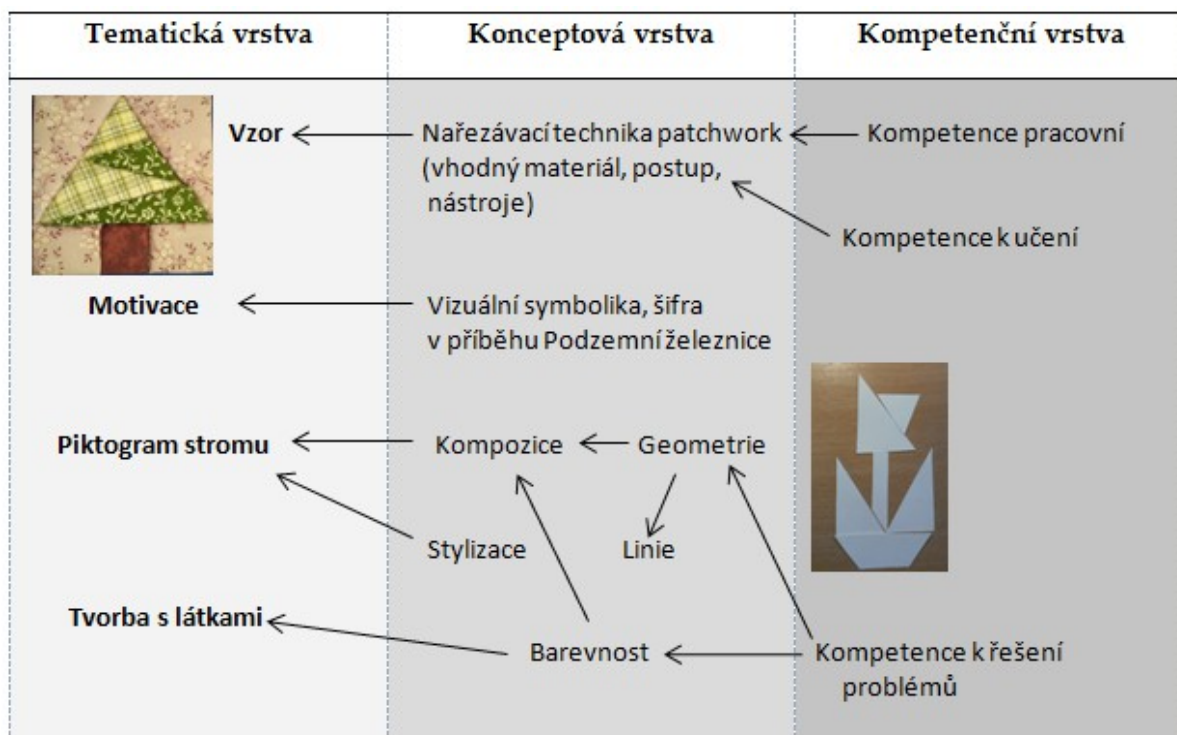 Tematická vrstva
Konceptová vrstva
Kompetenční vrstva
Vzor
Nařezávací technika patchwork
(vhodný materiál, postup,
nástroje)
Kompetence pracovní
Kompetence k učení
Motivace
Vizuální symbolika, šifra
v příběhu Podzemní železnice
Piktogram stromu
Kompozice
Geometrie
Stylizace
Linie
Tvorba s látkami
Barevnost
Kompetence k řešení
problémů